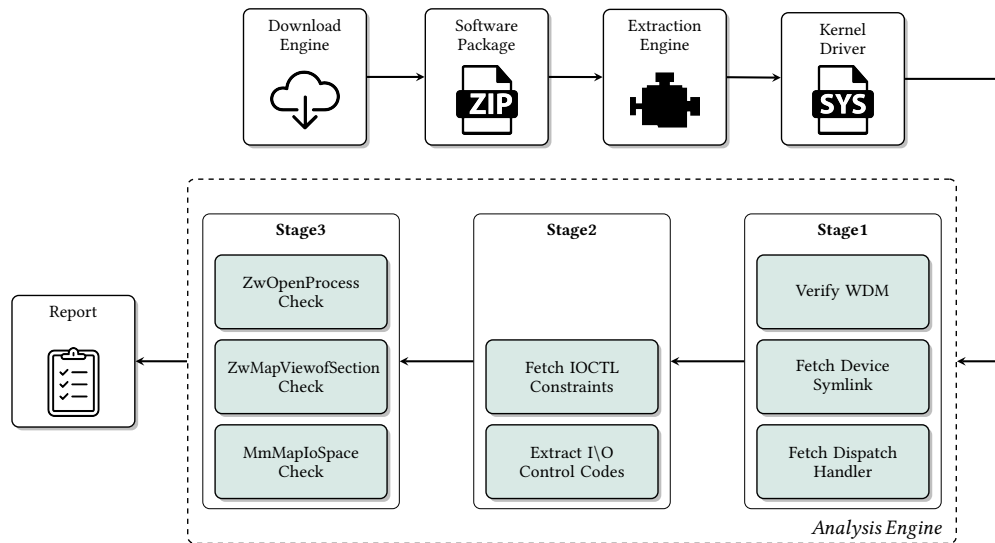 Download
Engine
Software
Package
ZIP
Extraction
Engine
Kernel
Driver
SYS
Stage1
Verify WDM
Fetch Device
Symlink
Fetch Dispatch
Handler
Stage2
Fetch IOCTL
Constraints
Extract I\O
Control Codes
Stage3
ZwOpenProcess
Check
ZwMapViewofSection
Check
MmMapIoSpace
Check
Analysis Engine
Report